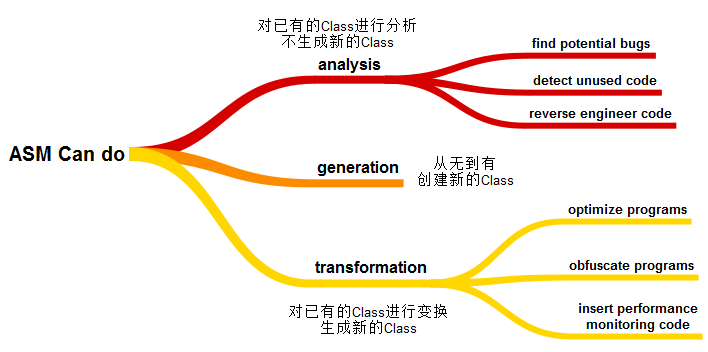 ASM Can do
对已有的Class进行分析
不生成新的Class
analysis
find potential bugs
detect unused code
reverse engineer code
generation
从无到有
创建新的Class
transformation
对已有的Class进行变换
生成新的Class
optimize programs
obfuscate programs
insert performance
monitoring code